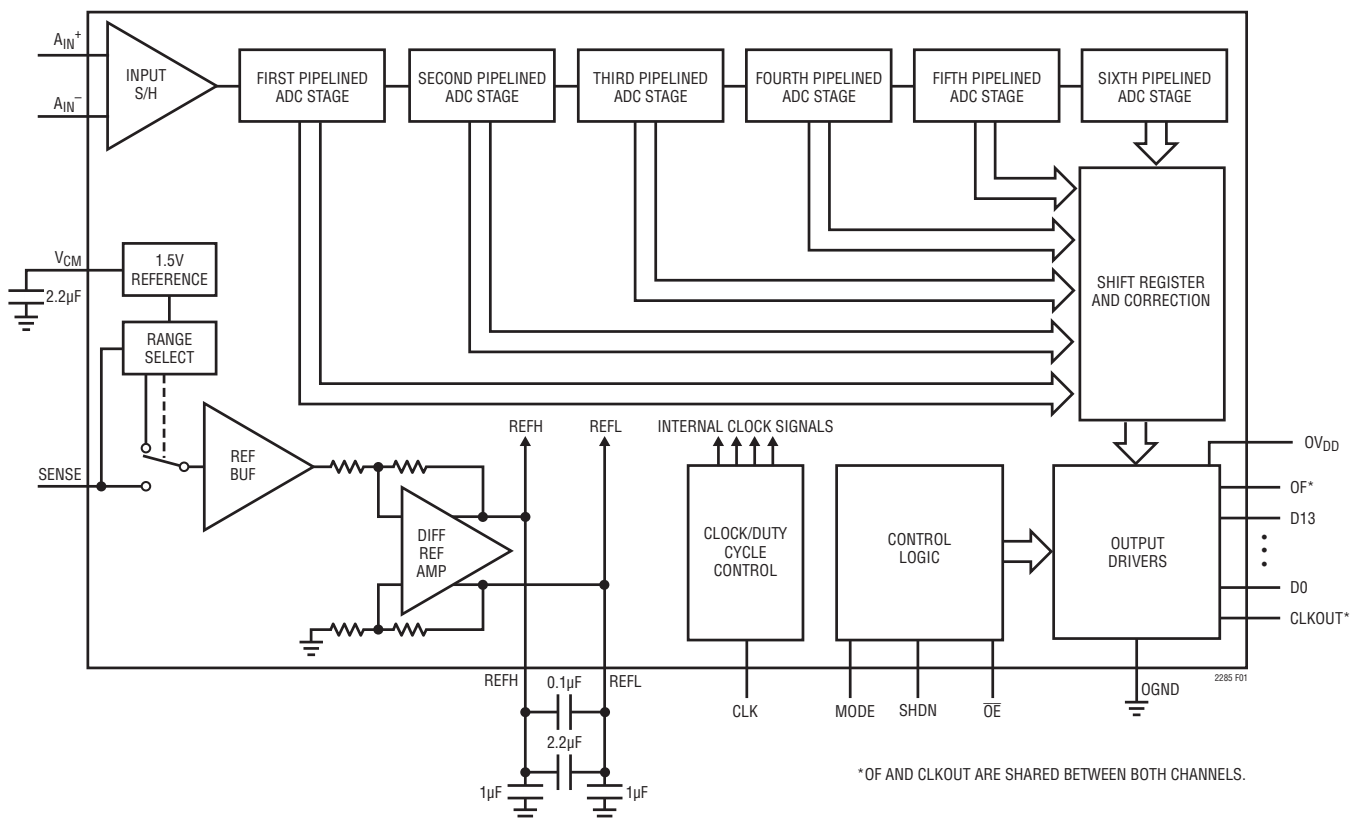 AIN+
AIN–
INPUT
S/H
FIRST PIPELINED
ADC STAGE
SECOND PIPELINED
ADC STAGE
THIRD PIPELINED
ADC STAGE
FOURTH PIPELINED
ADC STAGE
FIFTH PIPELINED
ADC STAGE
SIXTH PIPELINED
ADC STAGE
VCM
2.2µF
1.5V
REFERENCE
RANGE
SELECT
SENSE
REF
BUF
DIFF
REF
AMP
REFH
REFL
INTERNAL CLOCK SIGNALS
CLOCK/DUTY
CYCLE
CONTROL
CONTROL
LOGIC
SHIFT REGISTER
AND CORRECTION
OUTPUT
DRIVERS
OVDD
OF*
D13
D0
CLKOUT*
REFH
0.1µF
REFL
2.2µF
1µF
1µF
CLK
MODE
SHDN
O̅E̅
OGND
2285 F01
*OF AND CLKOUT ARE SHARED BETWEEN BOTH CHANNELS.